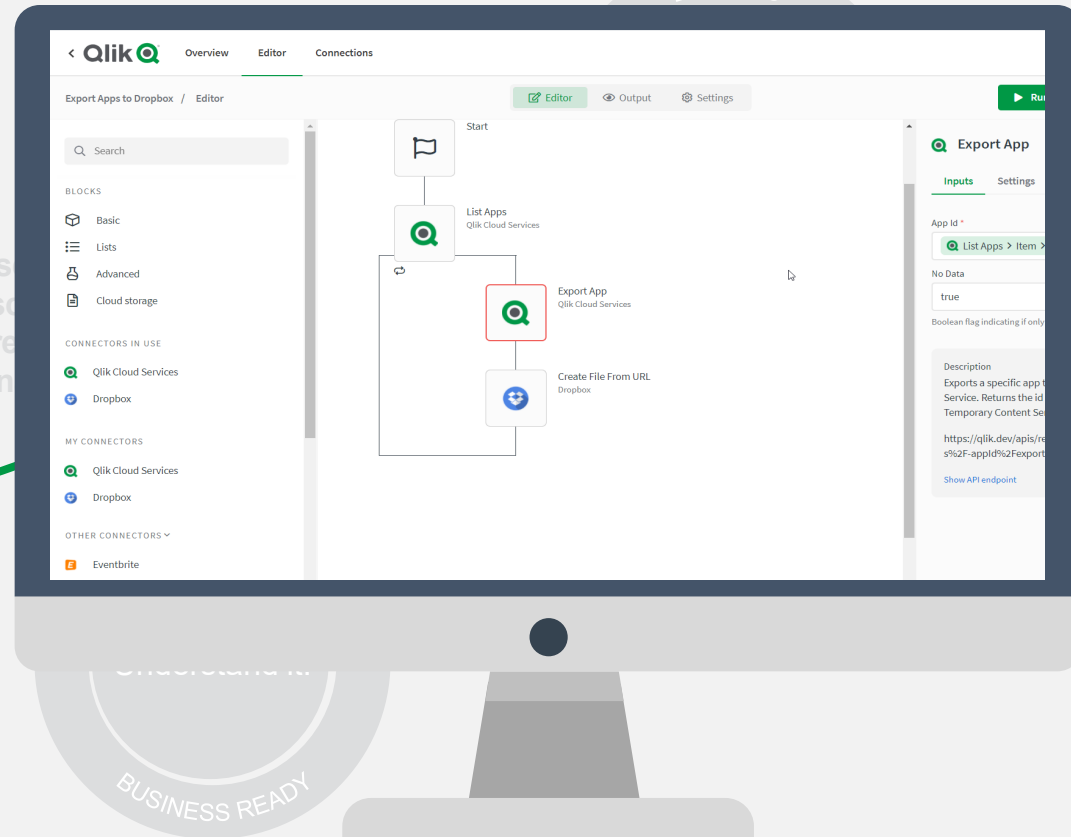 Qlik
Overview
Editor
Connections
Export Apps to Dropbox / Editor
Editor
Output
Settings
Search
BLOCKS
Basic
Lists
Advanced
Cloud storage
CONNECTORS IN USE
Qlik Cloud Services
Dropbox
MY CONNECTORS
Qlik Cloud Services
Dropbox
OTHER CONNECTORS
Eventbrite
Start
List Apps
Qlik Cloud Services
Export App
Qlik Cloud Services
Create File From URL
Dropbox
Export App
Inputs
Settings
App Id *
List Apps > Item >
No Data
true
Boolean flag indicating if only
Description
Exports a specific app
Service. Returns the id
Temporary Content
https://qlik.dev/apis/re
s%2F-appId%2Fexport
Show API endpoint
BUSINESS READY